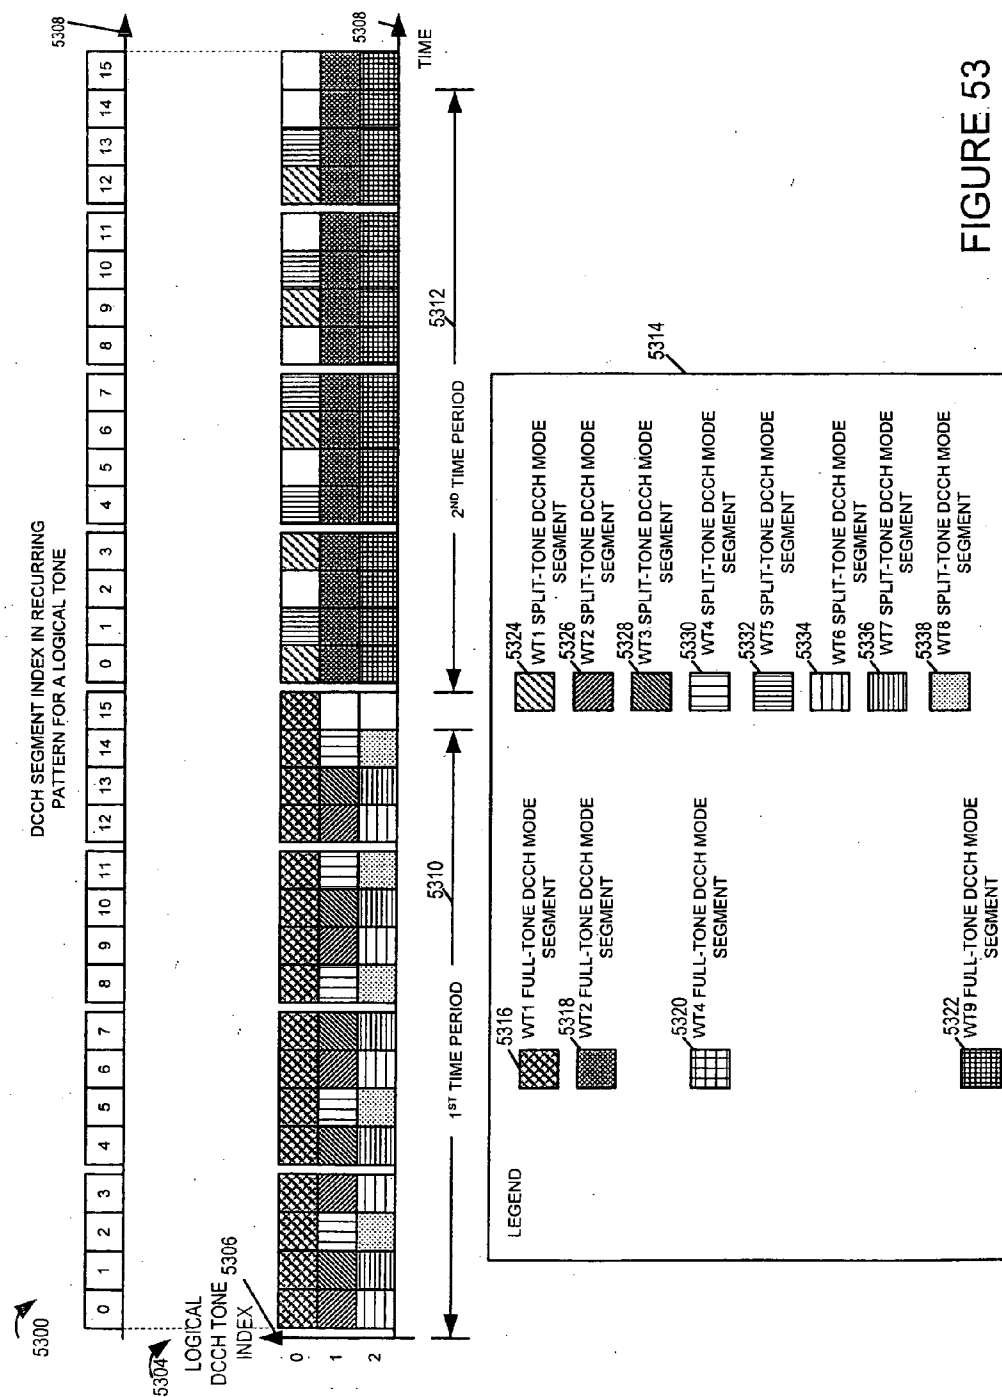 5300
DCCH SEGMENT INDEX IN RECURRING
PATTERN FOR A LOGICAL TONE
0 1 2 3 4 5 6 7 8 9 10 11 12 13 14 15 0 1 2 3 4 5 6 7 8 9 10 11 12 13 14 15
5308
5304
LOGICAL
DCCH TONE
INDEX
5306
0
1
2
5308
TIME
1ST TIME PERIOD
5310
2ND TIME PERIOD
5312
5314
LEGEND
5316
WT1 FULL-TONE DCCH MODE
SEGMENT
5318
WT2 FULL-TONE DCCH MODE
SEGMENT
5320
WT4 FULL-TONE DCCH MODE
SEGMENT
5322
WT9 FULL-TONE DCCH MODE
SEGMENT
5324
WT1 SPLIT-TONE DCCH MODE
SEGMENT
5326
WT2 SPLIT-TONE DCCH MODE
SEGMENT
5328
WT3 SPLIT-TONE DCCH MODE
SEGMENT
5330
WT4 SPLIT-TONE DCCH MODE
SEGMENT
5332
WT5 SPLIT-TONE DCCH MODE
SEGMENT
5334
WT6 SPLIT-TONE DCCH MODE
SEGMENT
5336
WT7 SPLIT-TONE DCCH MODE
SEGMENT
5338
WT8 SPLIT-TONE DCCH MODE
SEGMENT
FIGURE 53